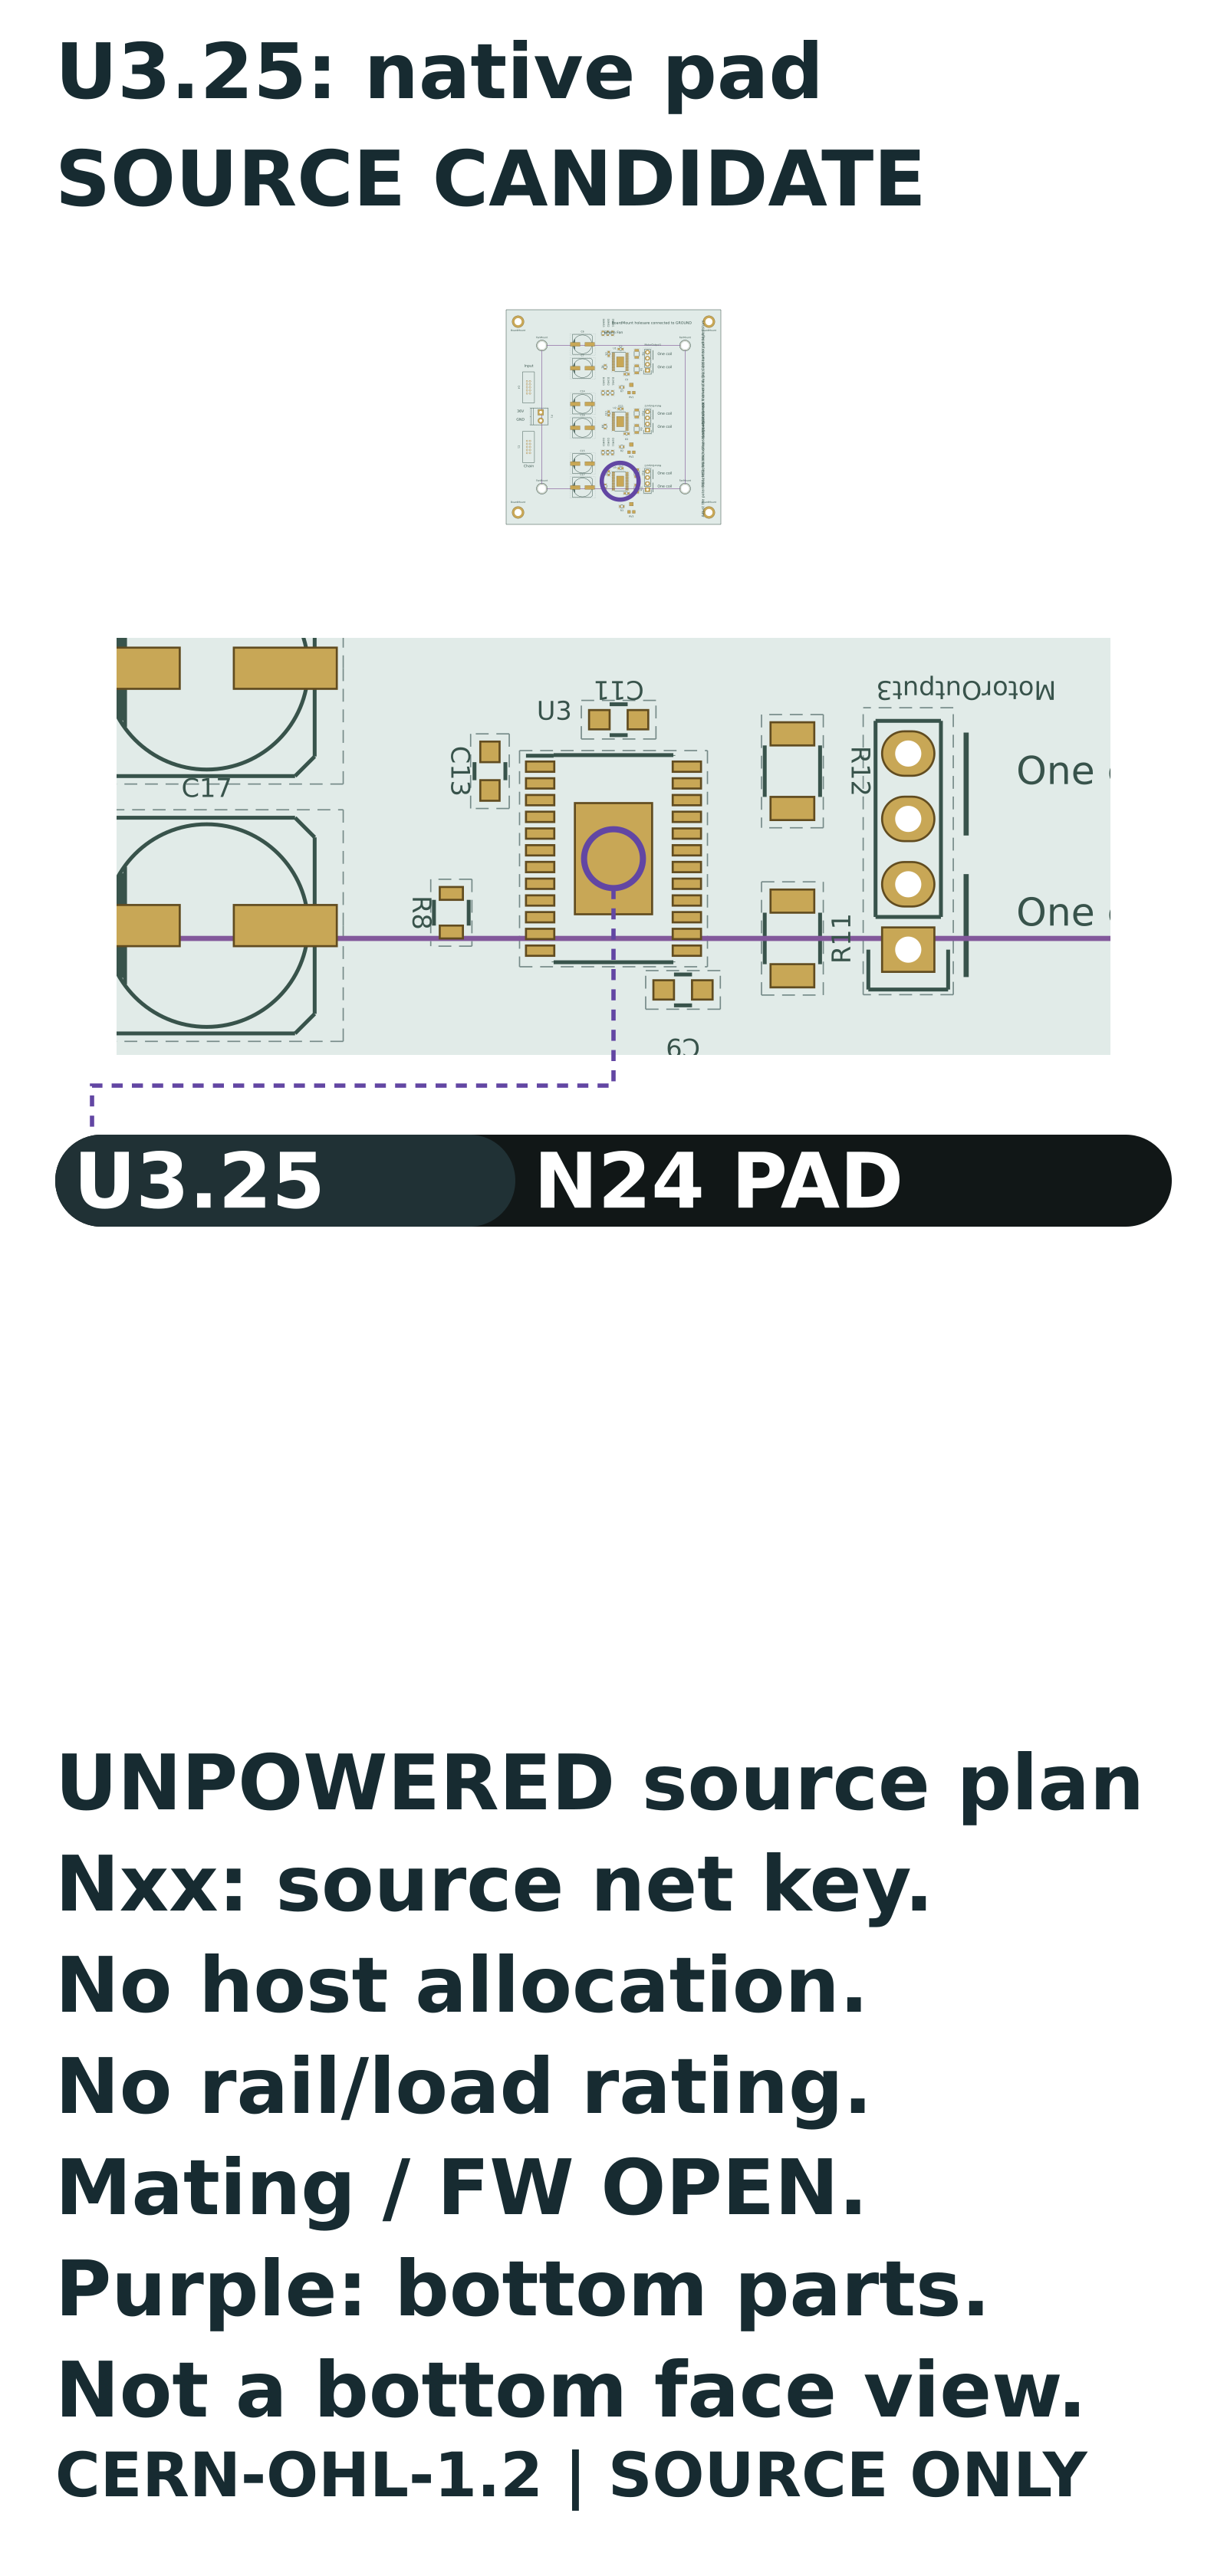 U3.25: native pad
SOURCE CANDIDATE
C11
MotorOutput3
U3
C13
R12
One
C17
R8
R11
One
C9
U3.25 N24 PAD
UNPOWERED source plan
Nxx: source net key.
No host allocation.
No rail/load rating.
Mating / FW OPEN.
Purple: bottom parts.
Not a bottom face view.
CERN-OHL-1.2 | SOURCE ONLY